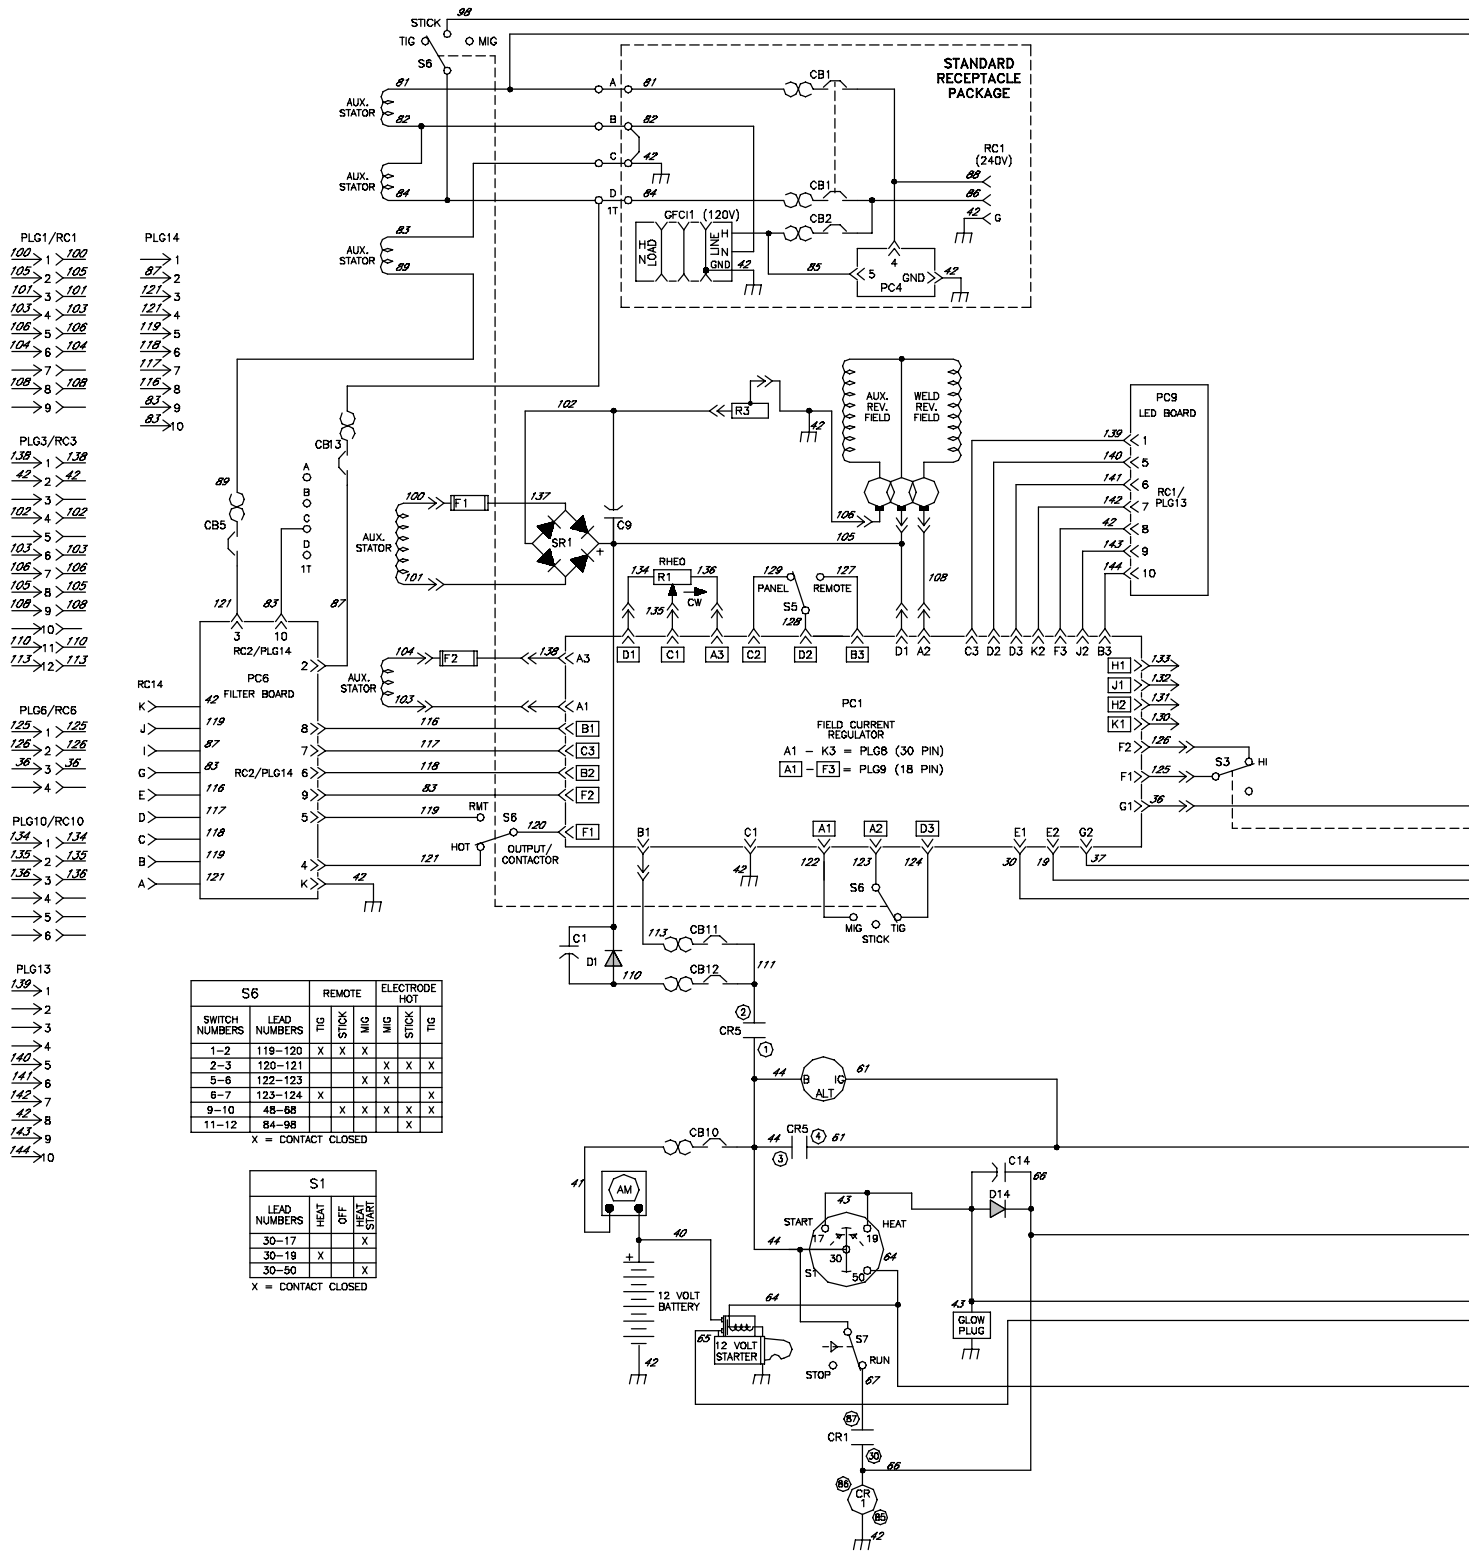 98
STICK
TIG
MIG
S6
81
AUX.
STATOR
82
AUX.
STATOR
84
83
AUX.
STATOR
89
A
81
B
82
C
42
D
84
1T
STANDARD
RECEPTACLE
PACKAGE
CB1
CB1
CB2
RC1
(240V)
88
86
42
G
GFCI1 (120V)
H
N
LOAD
LINE
H
N
GND
42
85
5
4
GND
42
PC4
PLG1/RC1
100 1 100
105 2 105
101 3 101
103 4 103
106 5 106
104 6 104
7
108 8 108
9
PLG14
1
87 2
121 3
121 4
119 5
118 6
117 7
116 8
83 9
83 10
PLG3/RC3
138 1 138
42 2 42
3
102 4 102
5
103 6 103
106 7 106
105 8 105
108 9 108
10
110 11 110
113 12 113
PLG6/RC6
125 1 125
126 2 126
36 3 36
4
PLG10/RC10
134 1 134
135 2 135
136 3 136
4
5
6
PLG13
139 1
2
3
4
140 5
141 6
142 7
42 8
143 9
144 10
89
CB5
121
A
B
C
D
1T
83
CB13
87
102
R3
42
100
F1
137
AUX.
STATOR
101
SR1
+
C9
105
106
AUX.
REV.
FIELD
WELD
REV.
FIELD
108
PC9
LED BOARD
139 1
140 5
141 6
142 7
42 8
143 9
144 10
RC1/
PLG13
RHEO
134
R1
136
135
CW
129
PANEL
S5
128
127
REMOTE
3
10
RC2/PLG14
2
PC6
FILTER BOARD
RC2/PLG14
RC14
K 42
J 119
I 87
G 83
E 116
D 117
C 118
B 119
A 121
104
F2
138
A3
AUX.
STATOR
103
A1
8 116 B1
7 117 C3
6 118 B2
9 83 F2
5 119
RMT
S6
120
F1
HOT
OUTPUT/
CONTACTOR
4 121
K 42
D1 C1 A3 C2 D2 B3 D1 A2 C3 D2 D3 K2 F3 J2 B3
PC1
FIELD CURRENT
REGULATOR
A1 - K3 = PLG8 (30 PIN)
A1 - F3 = PLG9 (18 PIN)
H1 133
J1 132
H2 131
K1 130
F2 126
F1 125
G1 36
S3
HI
B1
C1
A1 A2 D3
E1 E2 G2
42
122 123 124
30 19 37
S6
MIG
STICK
TIG
C1
D1
110
113
CB11
CB12
111
2
CR5
1
44
B
ALT
IG
61
S6 REMOTE ELECTRODE HOT
SWITCH NUMBERS LEAD NUMBERS TIG STICK MIG MIG STICK TIG
1-2 119-120 X X X
2-3 120-121 X X X
5-6 122-123 X X
6-7 123-124 X X
9-10 48-68 X X X X X
11-12 84-98 X
X = CONTACT CLOSED
S1
LEAD NUMBERS HEAT OFF HEAT START
30-17 X
30-19 X
30-50 X
X = CONTACT CLOSED
CB10
44
CR5
4
3
61
41
AM
40
+
12 VOLT
BATTERY
42
65
12 VOLT
STARTER
64
43
START
HEAT
17
19
30
44
64
S1
50
S7
RUN
STOP
67
C14
66
D14
43
GLOW
PLUG
87
CR1
30
66
86
CR
1
85
42